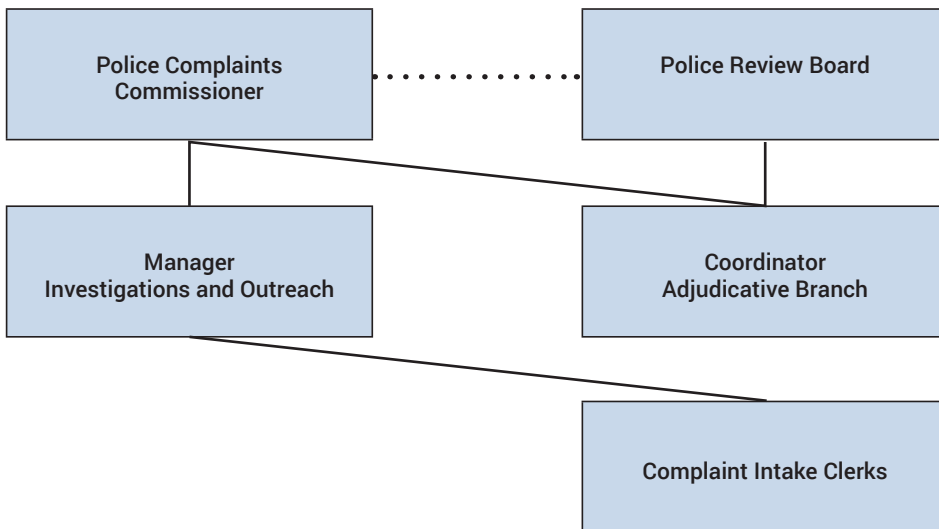 Police Complaints
Commissioner
Police Review Board
Manager
Investigations and Outreach
Coordinator
Adjudicative Branch
Complaint Intake Clerks